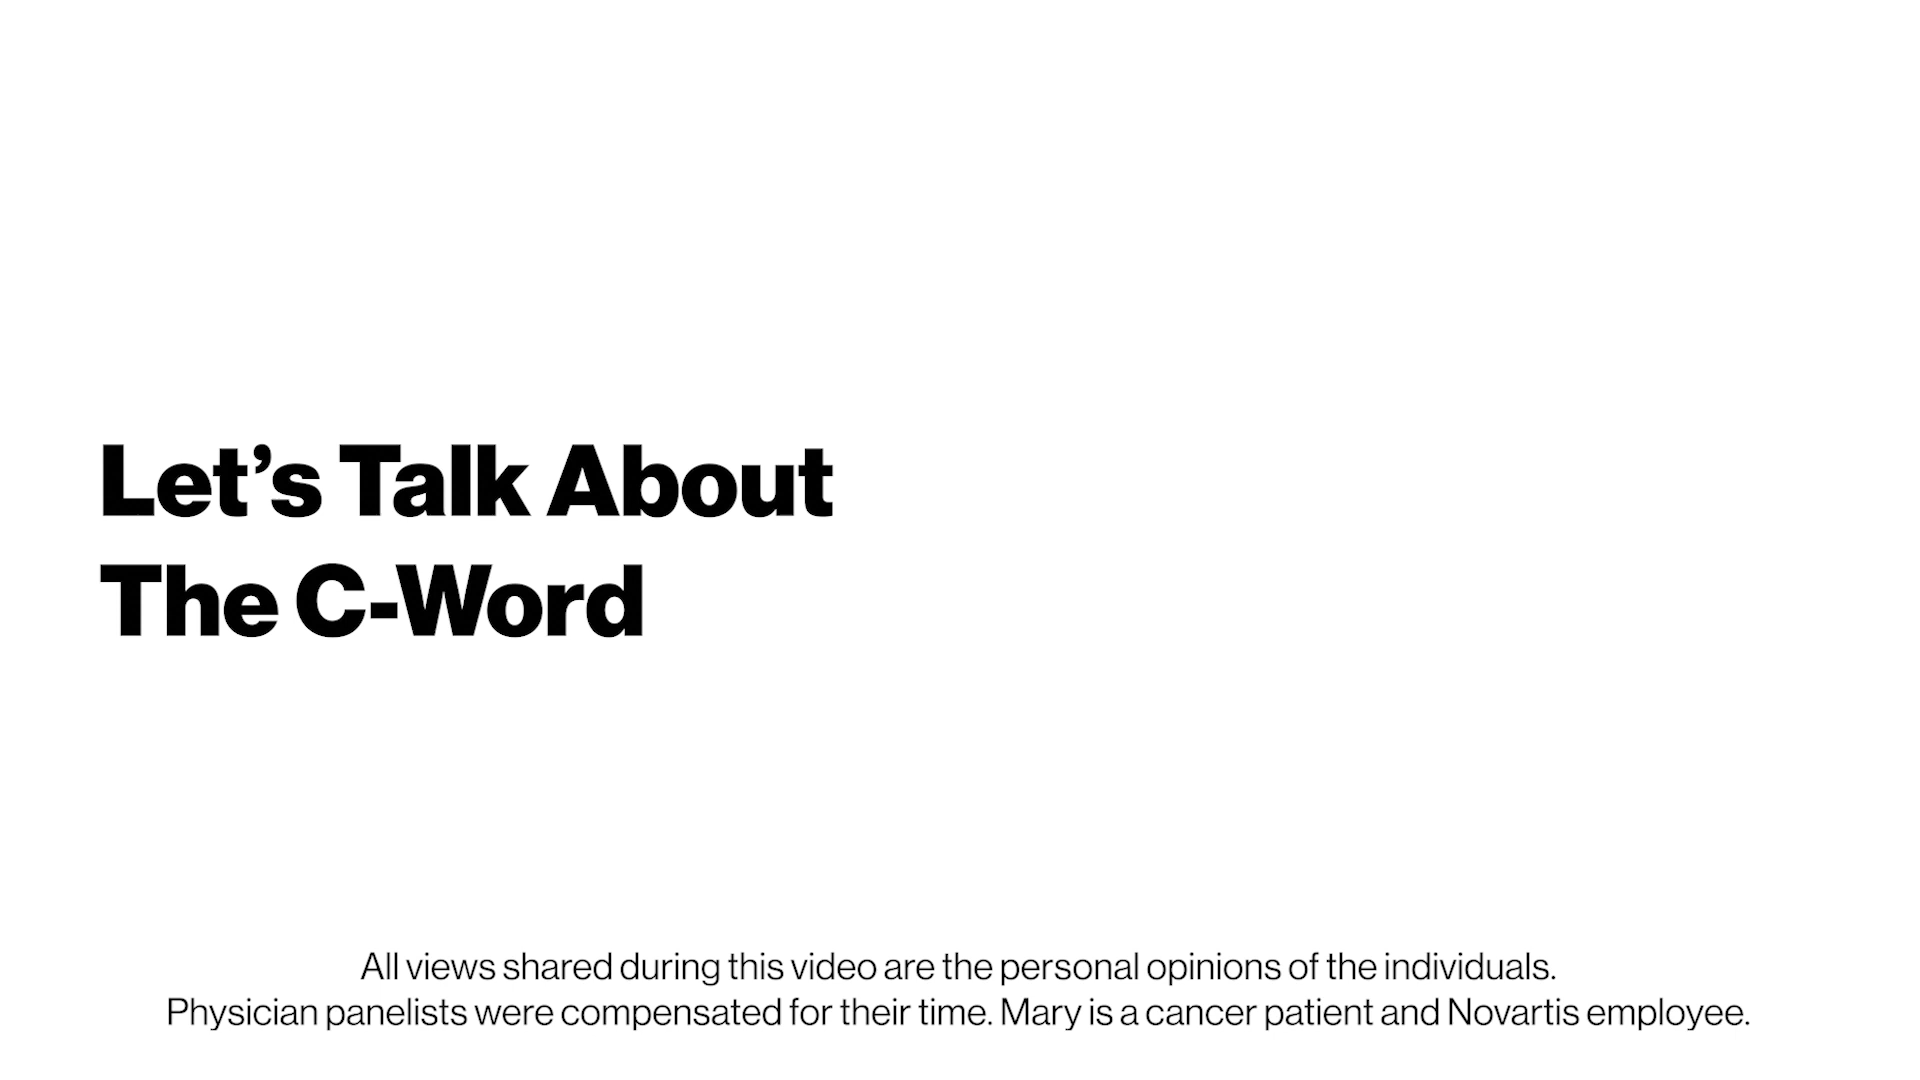 Let’s Talk About
The C-Word
All views shared during this video are the personal opinions of the individuals.
Physician panelists were compensated for their time. Mary is a cancer patient and Novartis employee.